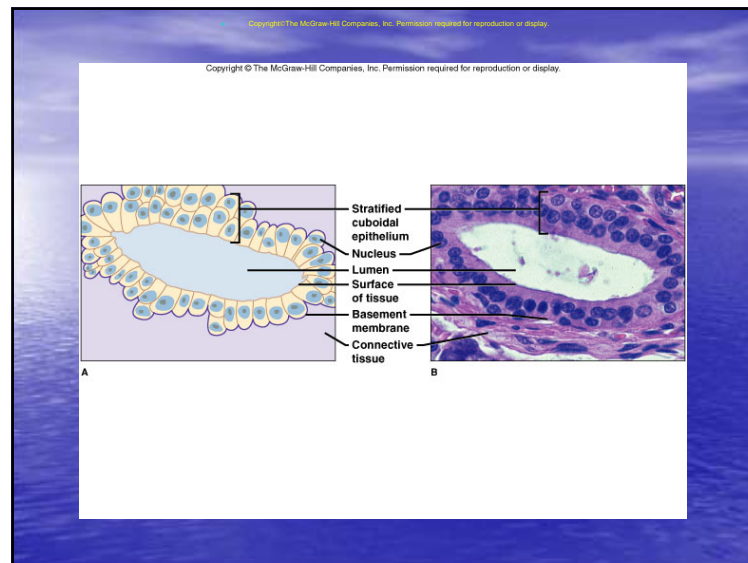 Copyright©The McGraw-Hill Companies, Inc. Permission required for reproduction or display.
Copyright © The McGraw-Hill Companies, Inc. Permission required for reproduction or display.
Stratified
cuboidal
epithelium
Nucleus
Lumen
Surface
of tissue
Basement
membrane
Connective
tissue
A
B